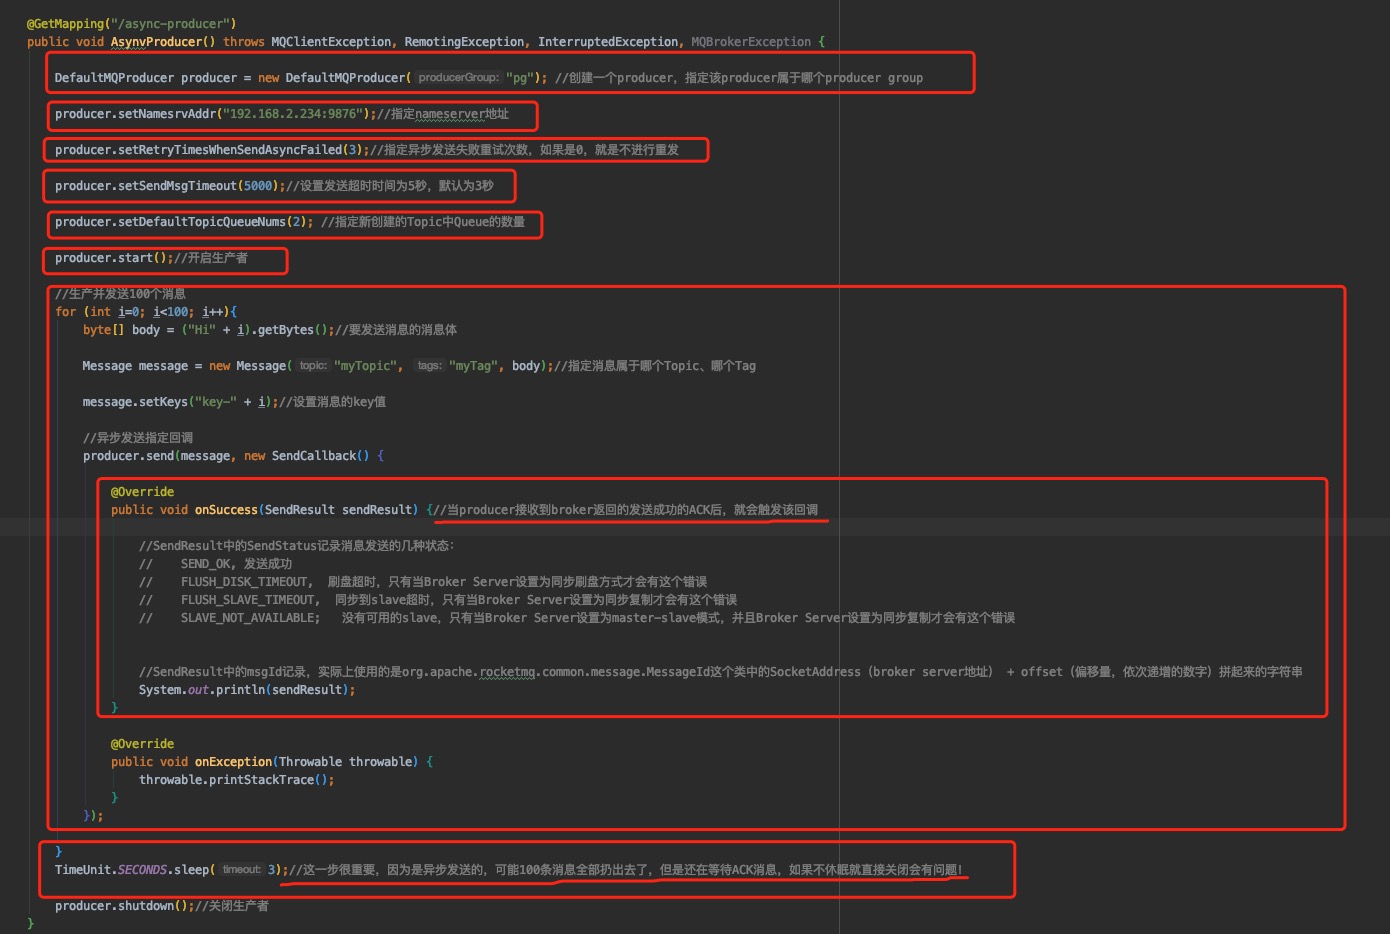 @GetMapping("/async-producer")
public void AsynvProducer() throws MQClientException, RemotingException, InterruptedException, MQBrokerException {
DefaultMQProducer producer = new DefaultMQProducer( producerGroup: "pg"); //创建一个producer，指定该producer属于哪个producer group
producer.setNamesrvAddr("192.168.2.234:9876");//指定nameserver地址
producer.setRetryTimesWhenSendAsyncFailed(3);//指定异步发送失败重试次数，如果是0，就是不进行重发
producer.setSendMsgTimeout(5000);//设置发送超时时间为5秒，默认为3秒
producer.setDefaultTopicQueueNums(2); //指定新创建的Topic中Queue的数量
producer.start();//开启生产者
//生产并发送100个消息
for (int i=0; i<100; i++){
byte[] body = ("Hi" + i).getBytes();//要发送消息的消息体
Message message = new Message( topic: "myTopic", tags: "myTag", body);//指定消息属于哪个Topic、哪个Tag
message.setKeys("key-" + i);//设置消息的key值
//异步发送指定回调
producer.send(message, new SendCallback() {
@Override
public void onSuccess(SendResult sendResult) {//当producer接收到broker返回的发送成功的ACK后，就会触发该回调
//SendResult中的SendStatus记录消息发送的几种状态：
// SEND_OK，发送成功
// FLUSH_DISK_TIMEOUT， 刷盘超时，只有当Broker Server设置为同步刷盘方式才会有这个错误
// FLUSH_SLAVE_TIMEOUT， 同步到slave超时，只有当Broker Server设置为同步复制才会有这个错误
// SLAVE_NOT_AVAILABLE； 没有可用的slave，只有当Broker Server设置为master-slave模式，并且Broker Server设置为同步复制才会有这个错误
//SendResult中的msgId记录，实际上使用的是org.apache.rocketmq.common.message.MessageId这个类中的SocketAddress（broker server地址） + offset（偏移量，依次递增的数字）拼起来的字符串
System.out.println(sendResult);
}
@Override
public void onException(Throwable throwable) {
throwable.printStackTrace();
}
});
}
TimeUnit.SECONDS.sleep( timeout: 3);//这一步很重要，因为是异步发送的，可能100条消息全部扔出去了，但是还在等待ACK消息，如果不休眠就直接关闭会有问题！
producer.shutdown();//关闭生产者
}